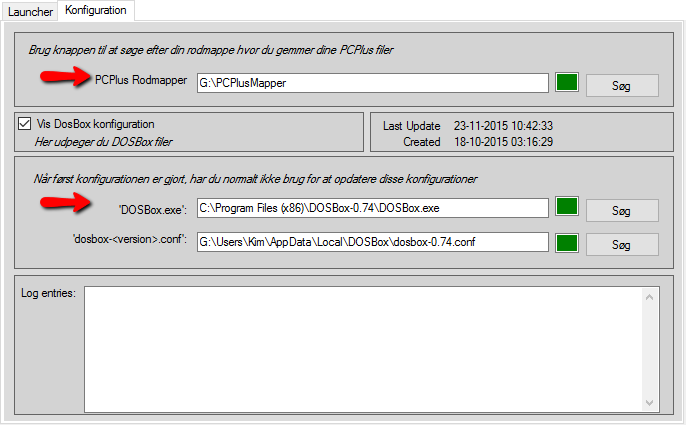 Launcher
Konfiguration
Brug knappen til at søge efter din rodmappe hvor du gemmer dine PCPlus filer
PCPlus Rodmapper
G:\PCPlusMapper
Søg
Vis DosBox konfiguration
Her udpeger du DOSBox filer
Last Update 23-11-2015 10:42:33
Created 18-10-2015 03:16:29
Når først konfigurationen er gjort, har du normalt ikke brug for at opdatere disse konfigurationer
'DOSBox.exe':
C:\Program Files (x86)\DOSBox-0.74\DOSBox.exe
Søg
'dosbox-<version>.conf':
G:\Users\Kim\AppData\Local\DOSBox\dosbox-0.74.conf
Søg
Log entries: